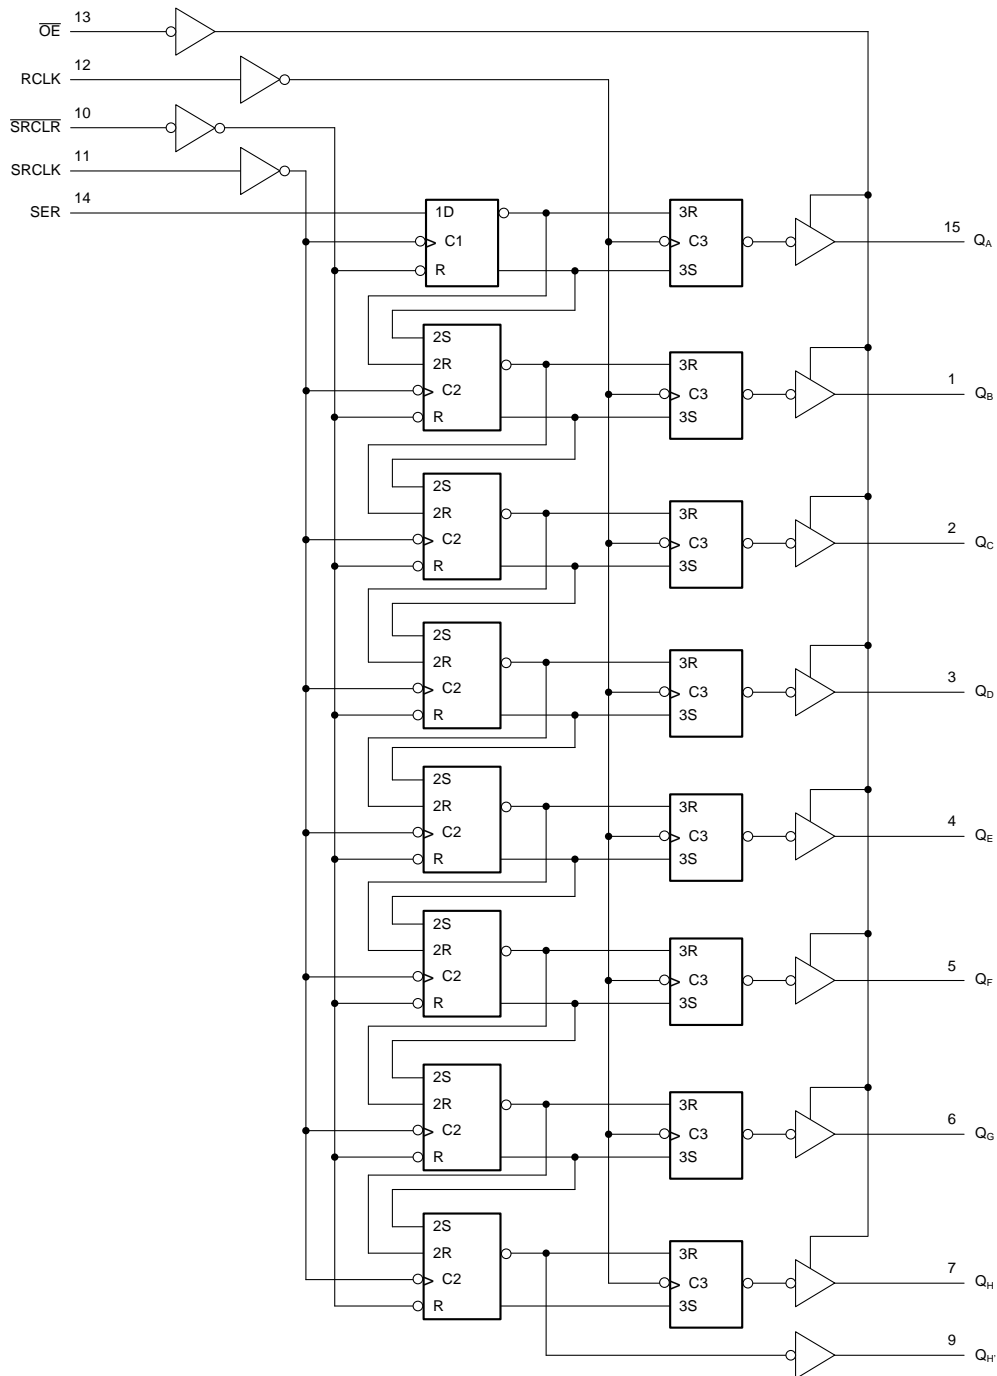 OE 13
RCLK 12
SRCLR 10
SRCLK 11
SER 14
1D
C1
R
3R
C3
3S
15 QA
2S
2R
C2
R
3R
C3
3S
1 QB
2S
2R
C2
R
3R
C3
3S
2 QC
2S
2R
C2
R
3R
C3
3S
3 QD
2S
2R
C2
R
3R
C3
3S
4 QE
2S
2R
C2
R
3R
C3
3S
5 QF
2S
2R
C2
R
3R
C3
3S
6 QG
2S
2R
C2
R
3R
C3
3S
7 QH
9 QH'